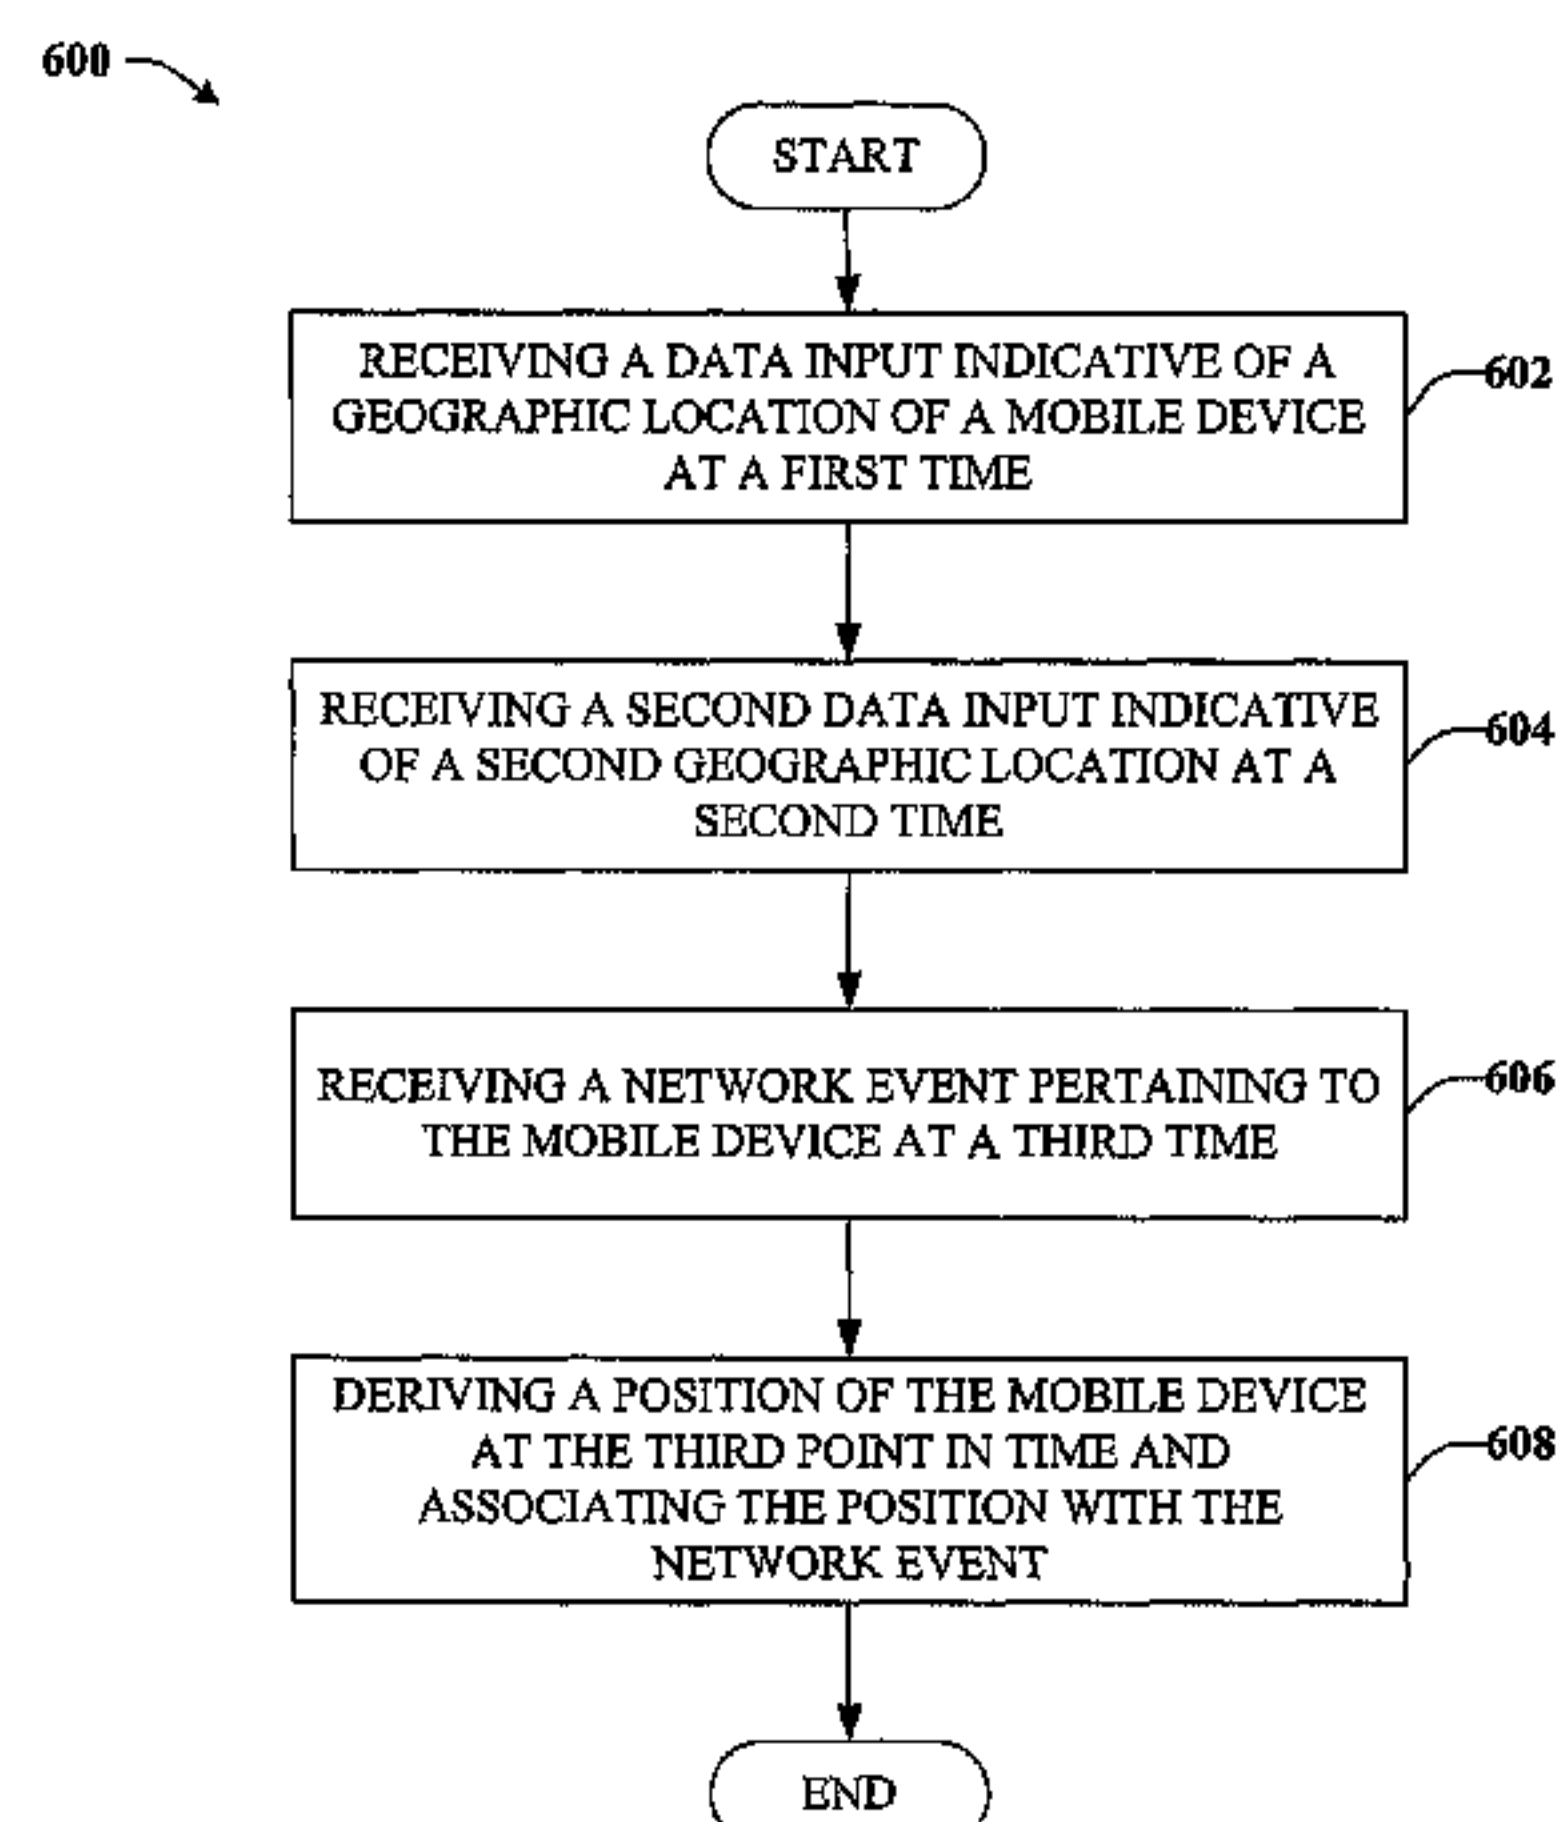 600
START
RECEIVING A DATA INPUT INDICATIVE OF A
GEOGRAPHIC LOCATION OF A MOBILE DEVICE
AT A FIRST TIME
602
RECEIVING A SECOND DATA INPUT INDICATIVE
OF A SECOND GEOGRAPHIC LOCATION AT A
SECOND TIME
604
RECEIVING A NETWORK EVENT PERTAINING TO
THE MOBILE DEVICE AT A THIRD TIME
606
DERIVING A POSITION OF THE MOBILE DEVICE
AT THE THIRD POINT IN TIME AND
ASSOCIATING THE POSITION WITH THE
NETWORK EVENT
608
END